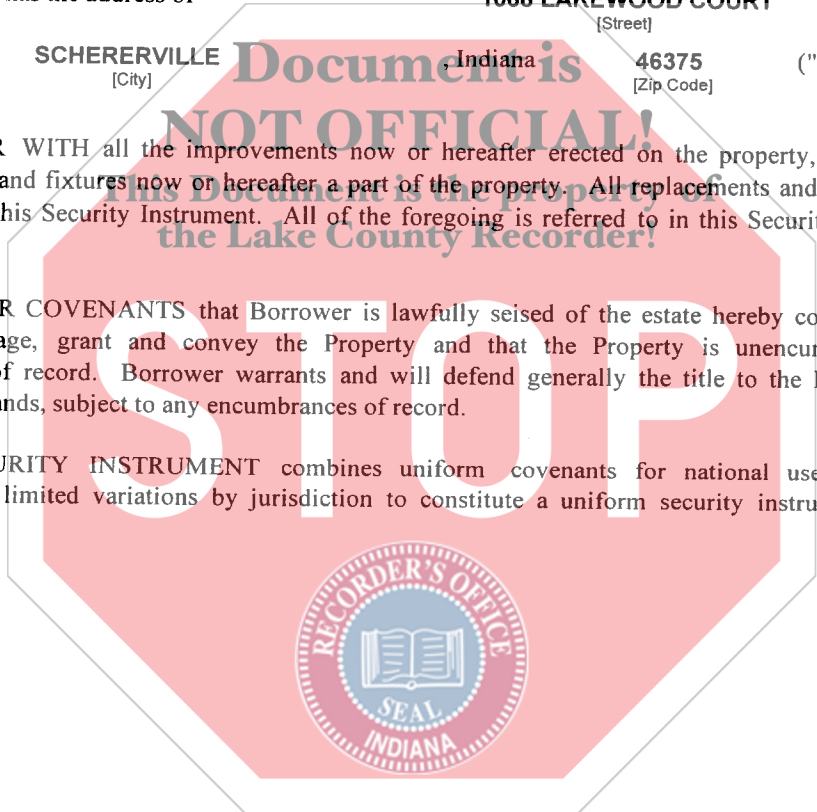 LAKEWOOD COURT
[Street]
SCHERERVILLE , Indiana 46375 ("
[City] [Zip Code]
Document is
NOT OFFICIAL!
This Document is the property of
the Lake County Recorder!
R WITH all the improvements now or hereafter erected on the property,
and fixtures now or hereafter a part of the property. All replacements and
his Security Instrument. All of the foregoing is referred to in this Securit
R COVENANTS that Borrower is lawfully seised of the estate hereby co
age, grant and convey the Property and that the Property is unencur
of record. Borrower warrants and will defend generally the title to the
nds, subject to any encumbrances of record.
URITY INSTRUMENT combines uniform covenants for national use
limited variations by jurisdiction to constitute a uniform security instru
STOP
RECORDER'S OFFICE
SEAL
INDIANA